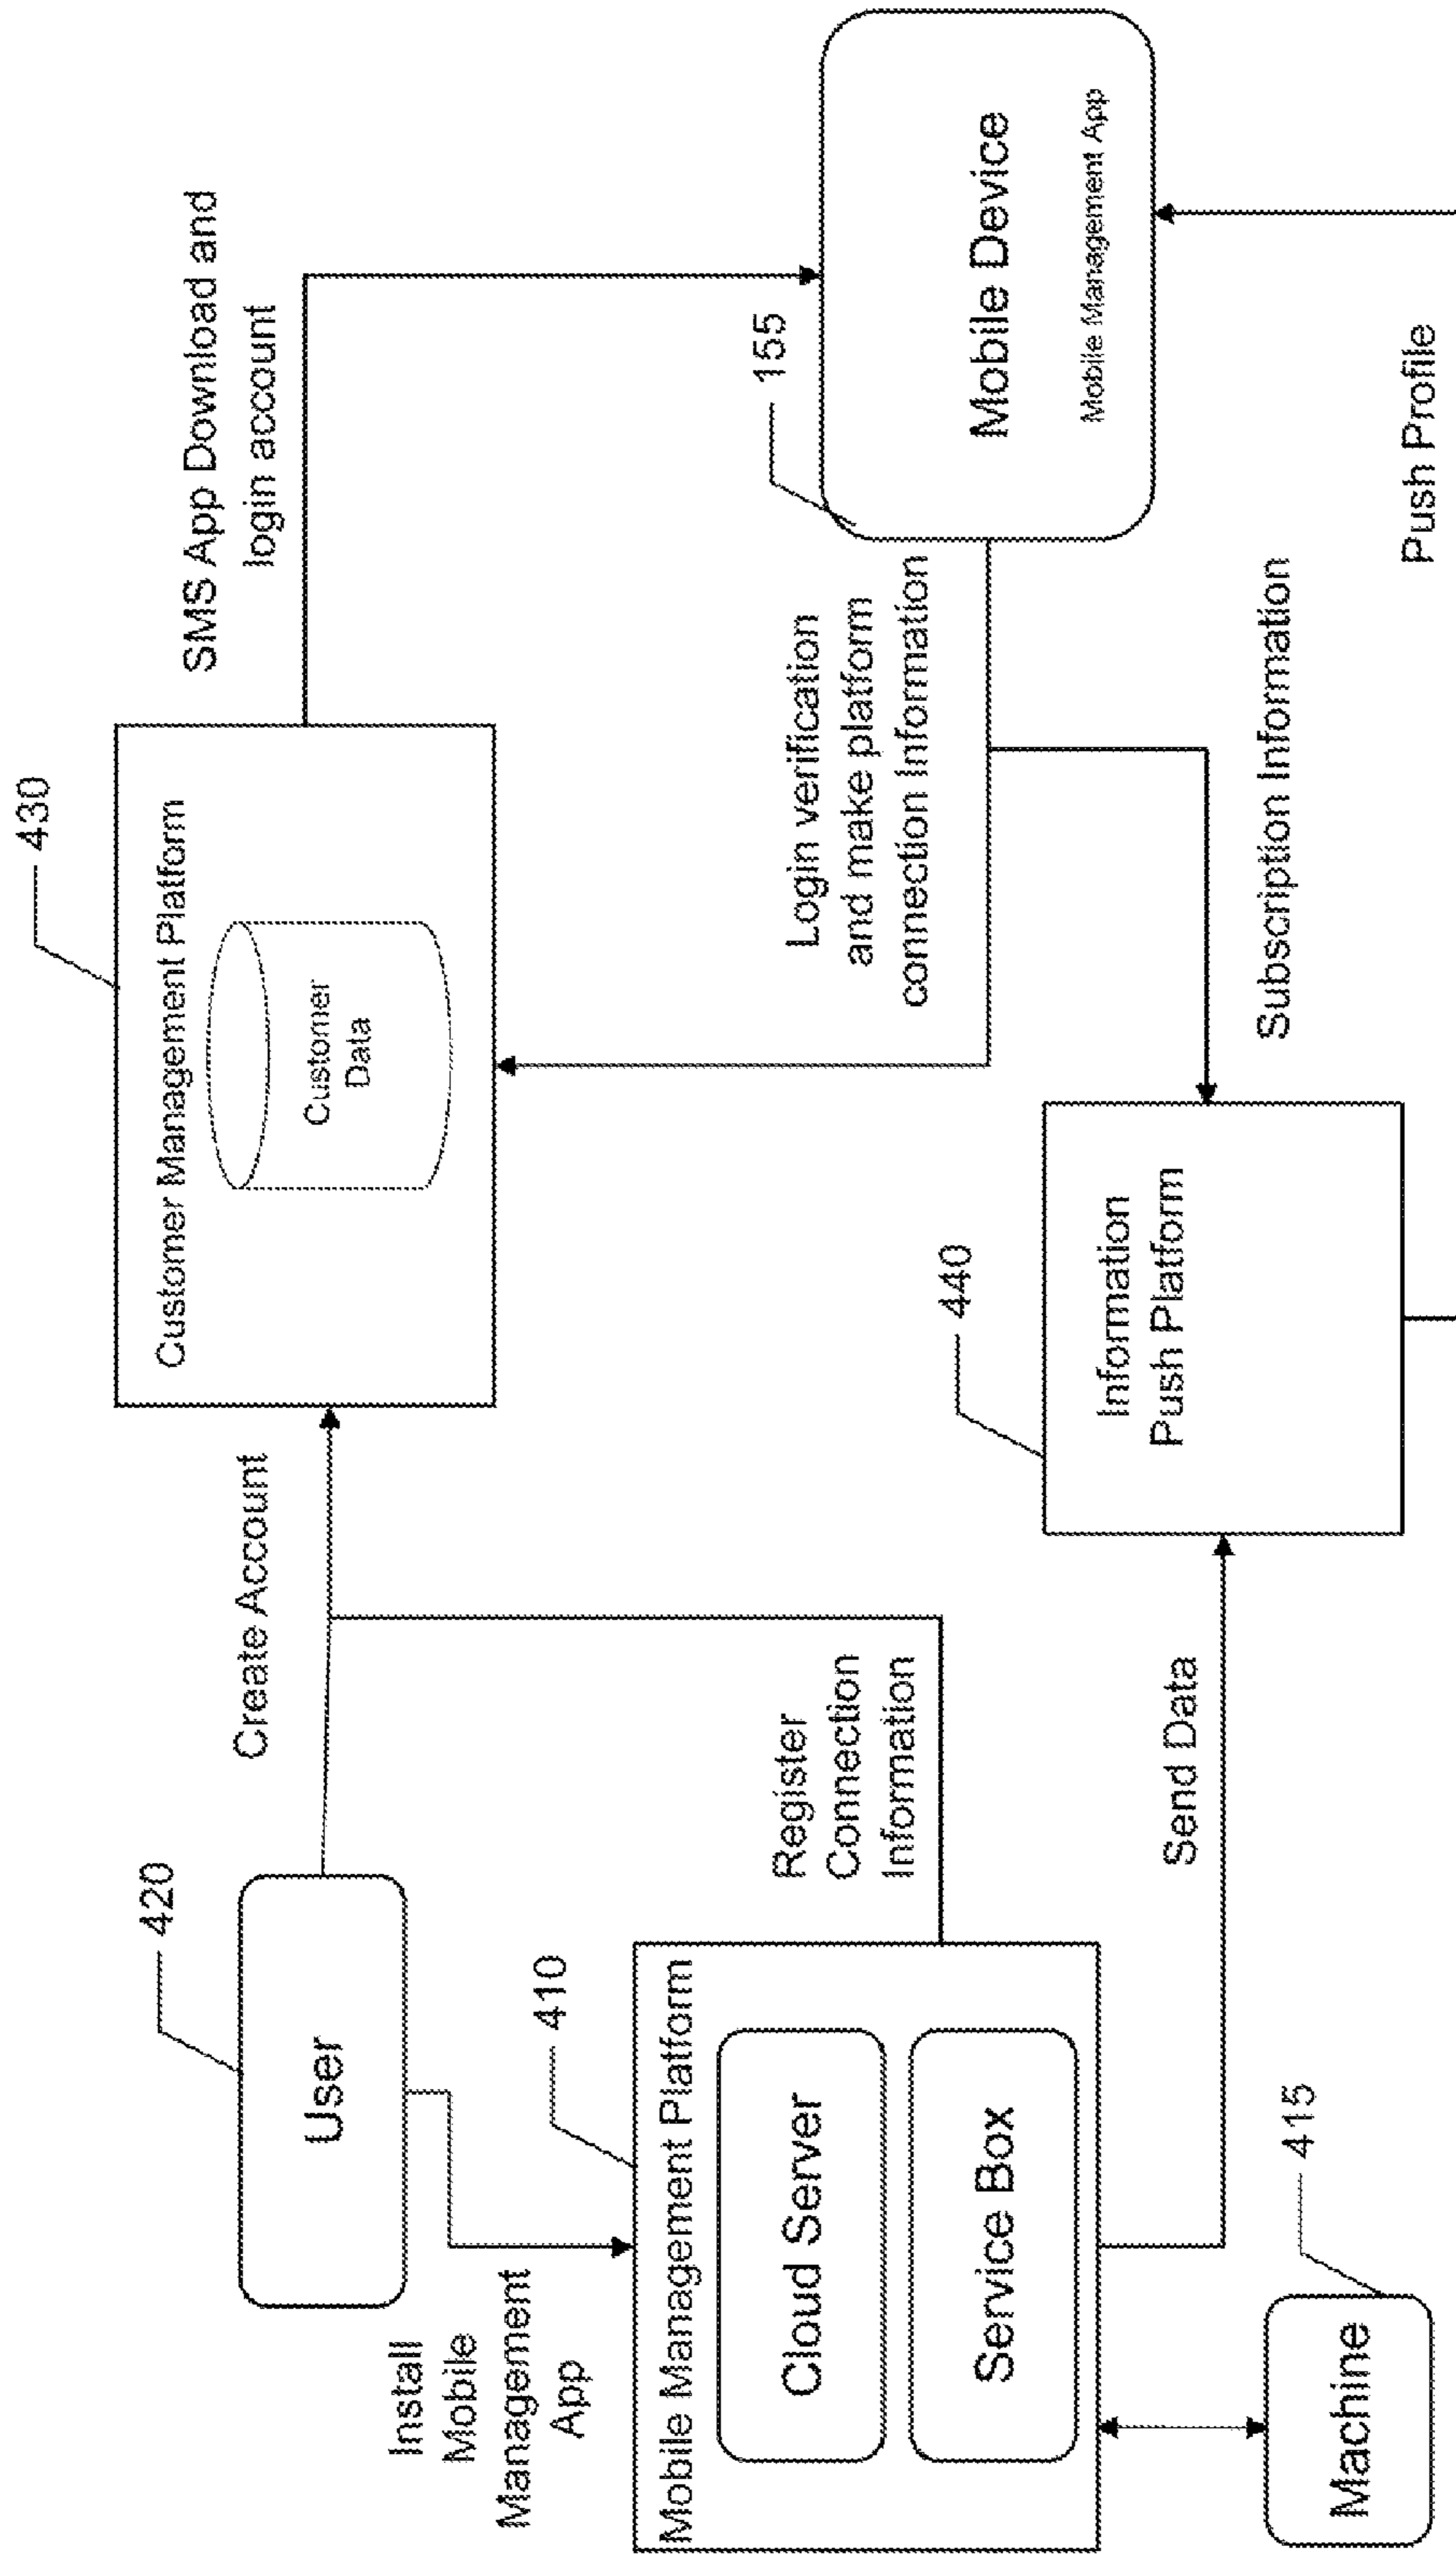 420
User
Create Account
430
Customer Management Platform
Customer
Data
SMS App Download and
login account
Install
Mobile
Management
App
410
Mobile Management Platform
Cloud Server
Service Box
Register
Connection
Information
Login verification
and make platform
connection Information
155
Mobile Device
Mobile Management App
440
Information
Push Platform
Send Data
Subscription Information
415
Machine
Push Profile